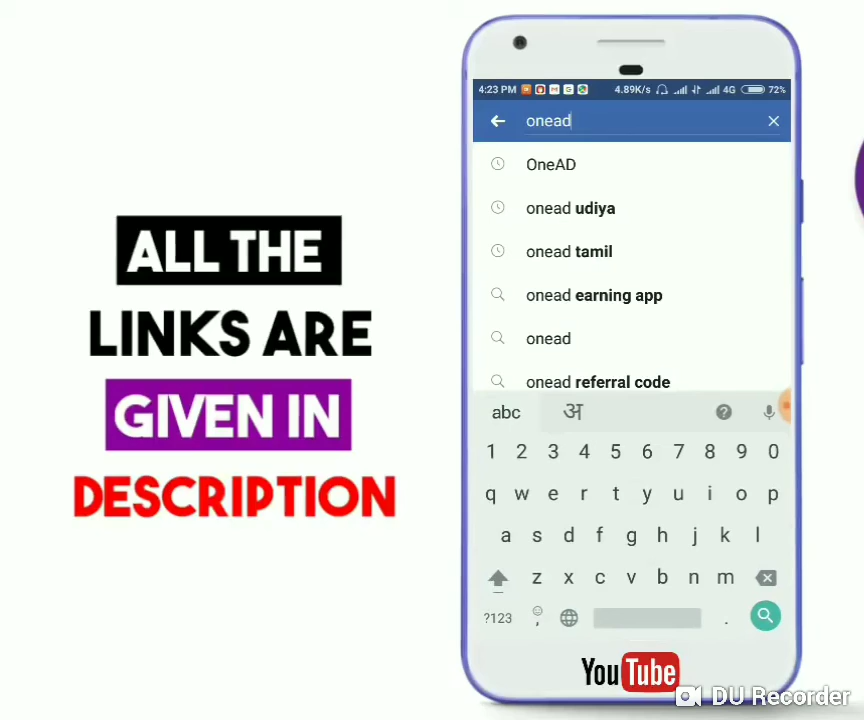 ALL THE
LINKS ARE
GIVEN IN
DESCRIPTION
4:23 PM 4.89K/s 4G 72%
onead
OneAD
onead udiya
onead tamil
onead earning app
onead
onead referral code
abc अ
1 2 3 4 5 6 7 8 9 0
q w e r t y u i o p
a s d f g h j k l
z x c v b n m
?123 , .
YouTube
DU Recorder